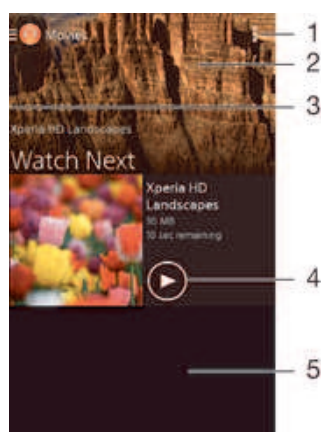 Movies
1
2
3
Xperia HD Landscapes
Watch Next
Xperia HD
Landscapes
10 sec remaining
4
5